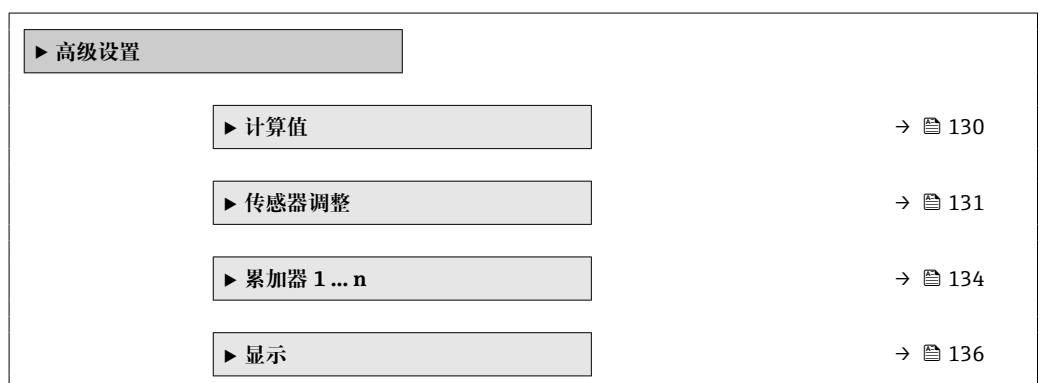 ▶ 高级设置
▶ 计算值 → 130
▶ 传感器调整 → 131
▶ 累加器 1 … n → 134
▶ 显示 → 136